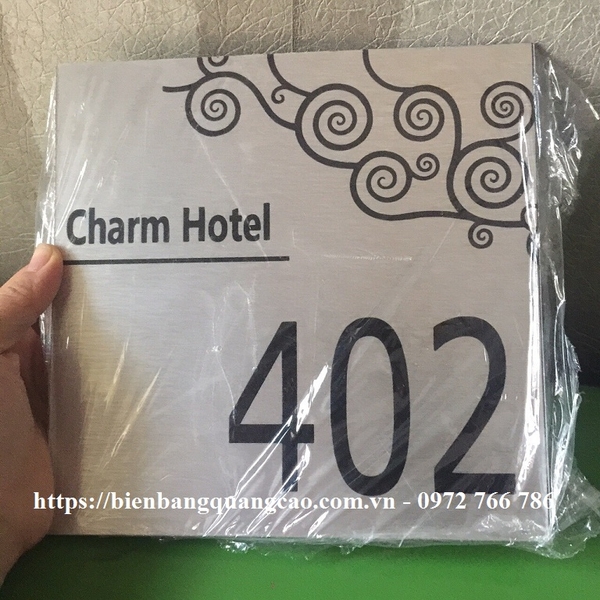 Charm Hotel
402
https://bienbangquangcao.com.vn - 0972 766 786